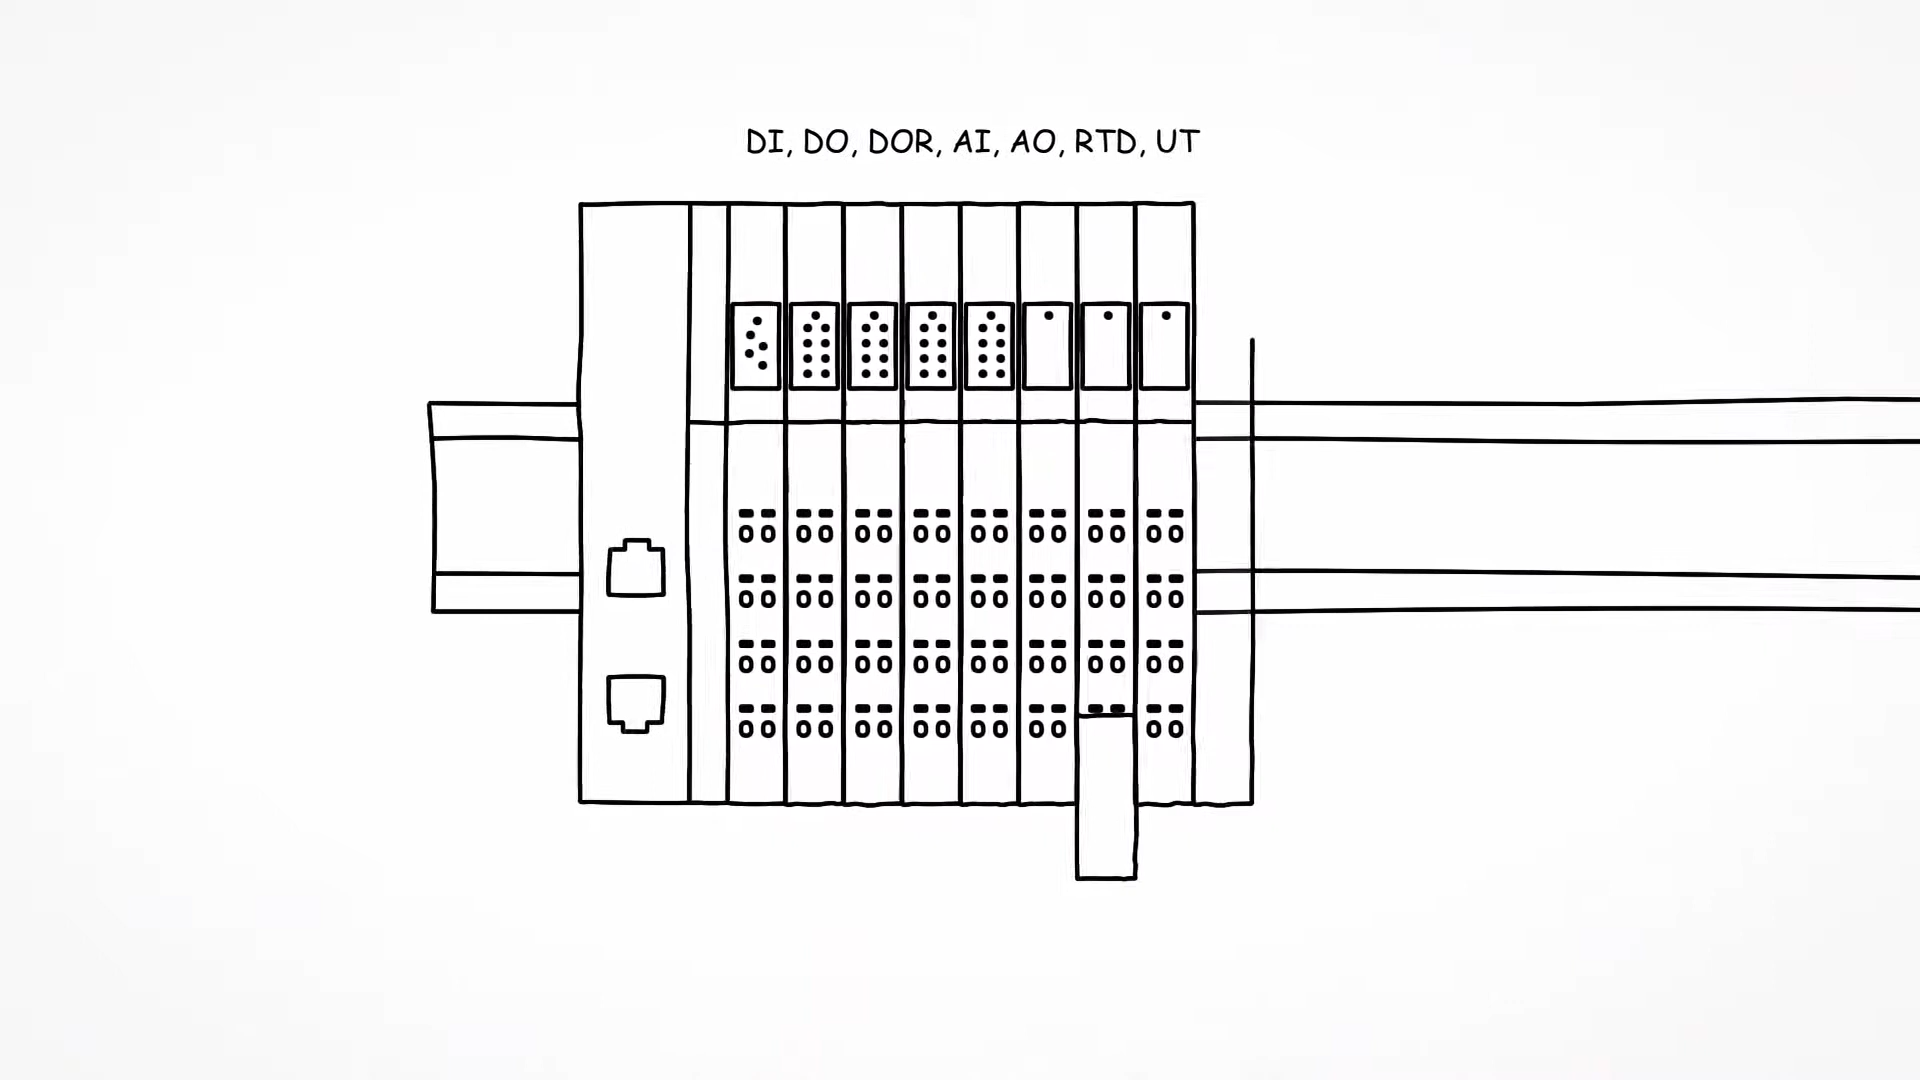 DI, DO, DOR, AI, AO, RTD, UT